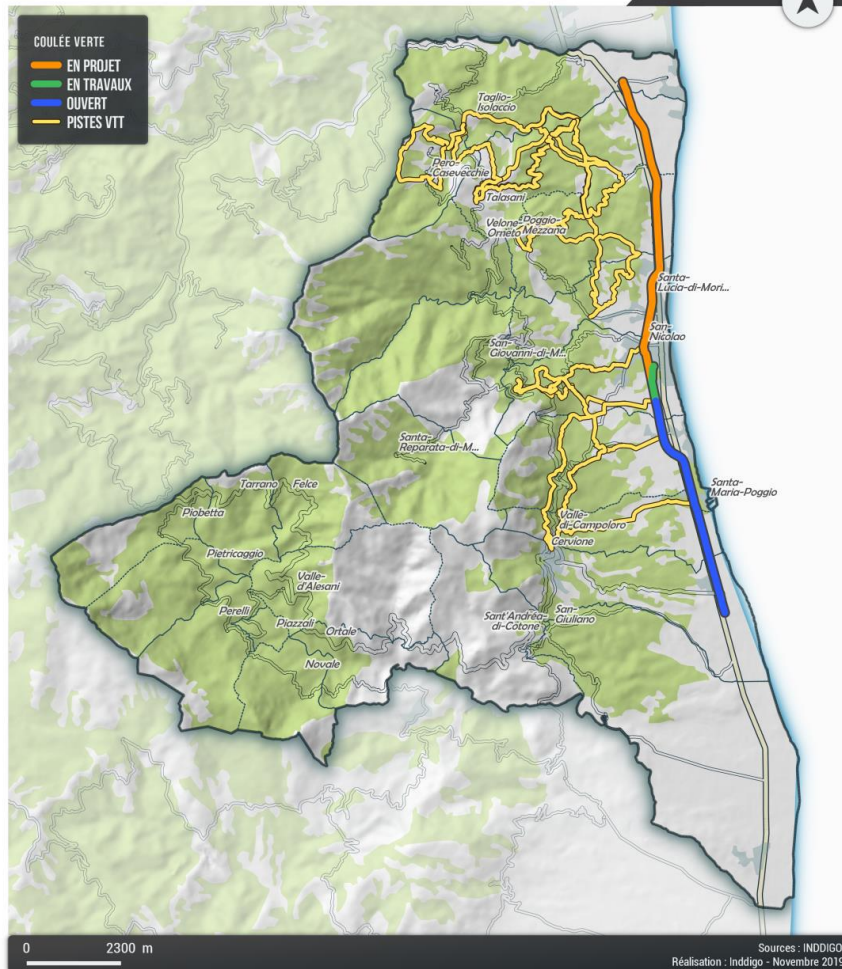 COULÉE VERTE
EN PROJET
EN TRAVAUX
OUVERT
PISTES VTT
Taglio-
Isolaccio
Pero-
Casevecchie
Talasani
Velone-
Orneto
Poggio-
Mezzana
Santa-
Lucia-di-Mori...
San-
Nicolao
San-
Giovanni-di-M...
Santa-
Reparata-di-M...
Santa-
Maria-Poggio
Tarrano
Felce
Piobetta
Valle-
di-Campoloro
Cervione
Pietricaggio
Valle-
d'Alesani
Perelli
Piazzali
Ortale
Sant'Andréa-
di-Cotone
San-
Giuliano
Novale
0
2300 m
Sources : INDDIGO
Réalisation : Inddigo - Novembre 2019